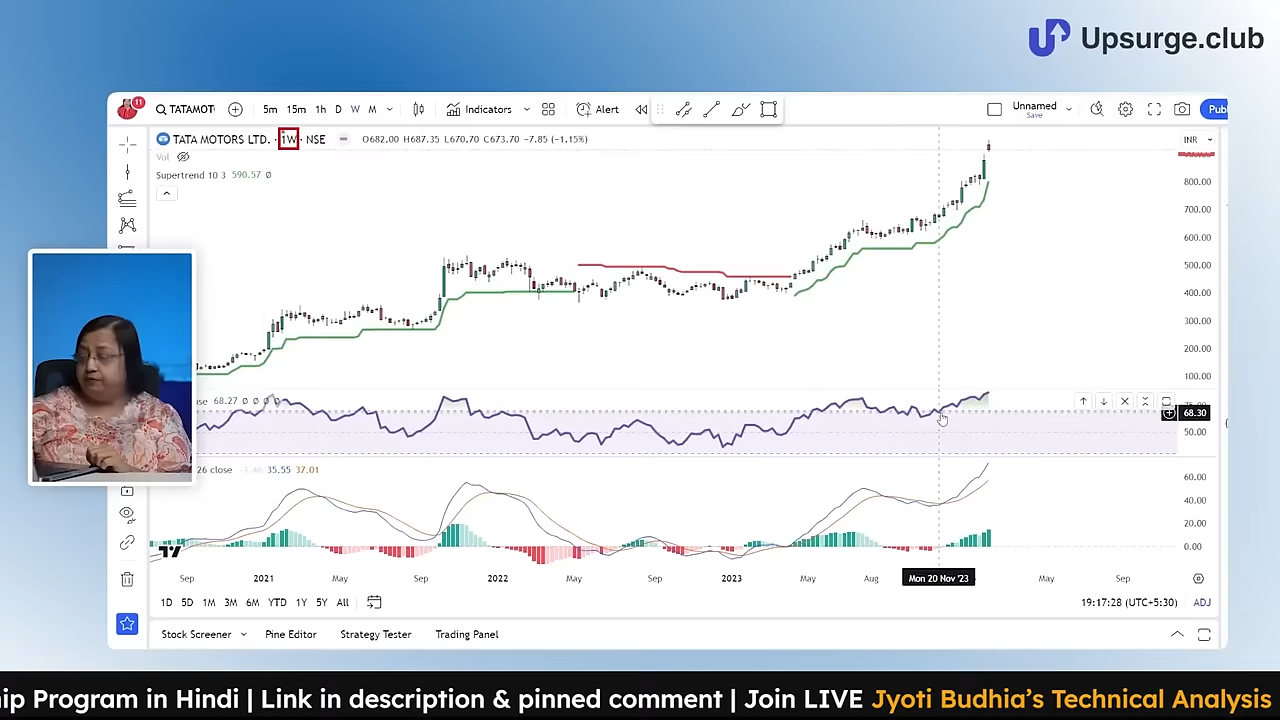 Upsurge.club
11
TATAMOT
5m 15m 1h D W M
Indicators
Alert
Unnamed
Save
Publ
TATA MOTORS LTD. · 1W · NSE
O682.00 H687.35 L670.70 C673.70 −7.85 (−1.15%)
INR
Vol
Supertrend 10 3 590.57 Ø
800.00
700.00
600.00
500.00
400.00
300.00
200.00
100.00
68.27 Ø Ø Ø Ø
68.30
50.00
26 close −1.46 35.55 37.01
60.00
40.00
20.00
0.00
Sep 2021 May Sep 2022 May Sep 2023 May Aug Mon 20 Nov '23 May Sep
1D 5D 1M 3M 6M YTD 1Y 5Y All
19:17:28 (UTC+5:30) ADJ
Stock Screener Pine Editor Strategy Tester Trading Panel
ip Program in Hindi | Link in description & pinned comment | Join LIVE Jyoti Budhia's Technical Analysis